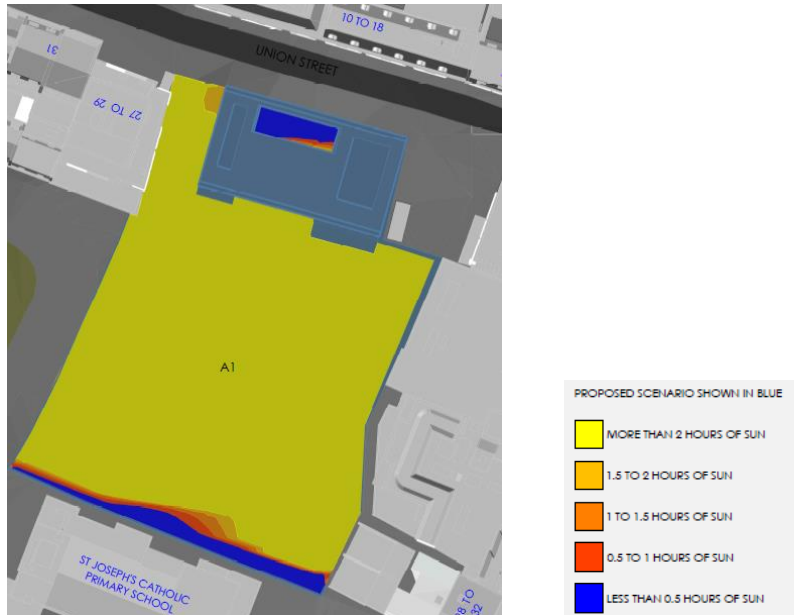 10 TO 18
UNION STREET
31
27 TO 29
A1
ST JOSEPH'S CATHOLIC
PRIMARY SCHOOL
PROPOSED SCENARIO SHOWN IN BLUE
MORE THAN 2 HOURS OF SUN
1.5 TO 2 HOURS OF SUN
1 TO 1.5 HOURS OF SUN
0.5 TO 1 HOURS OF SUN
LESS THAN 0.5 HOURS OF SUN